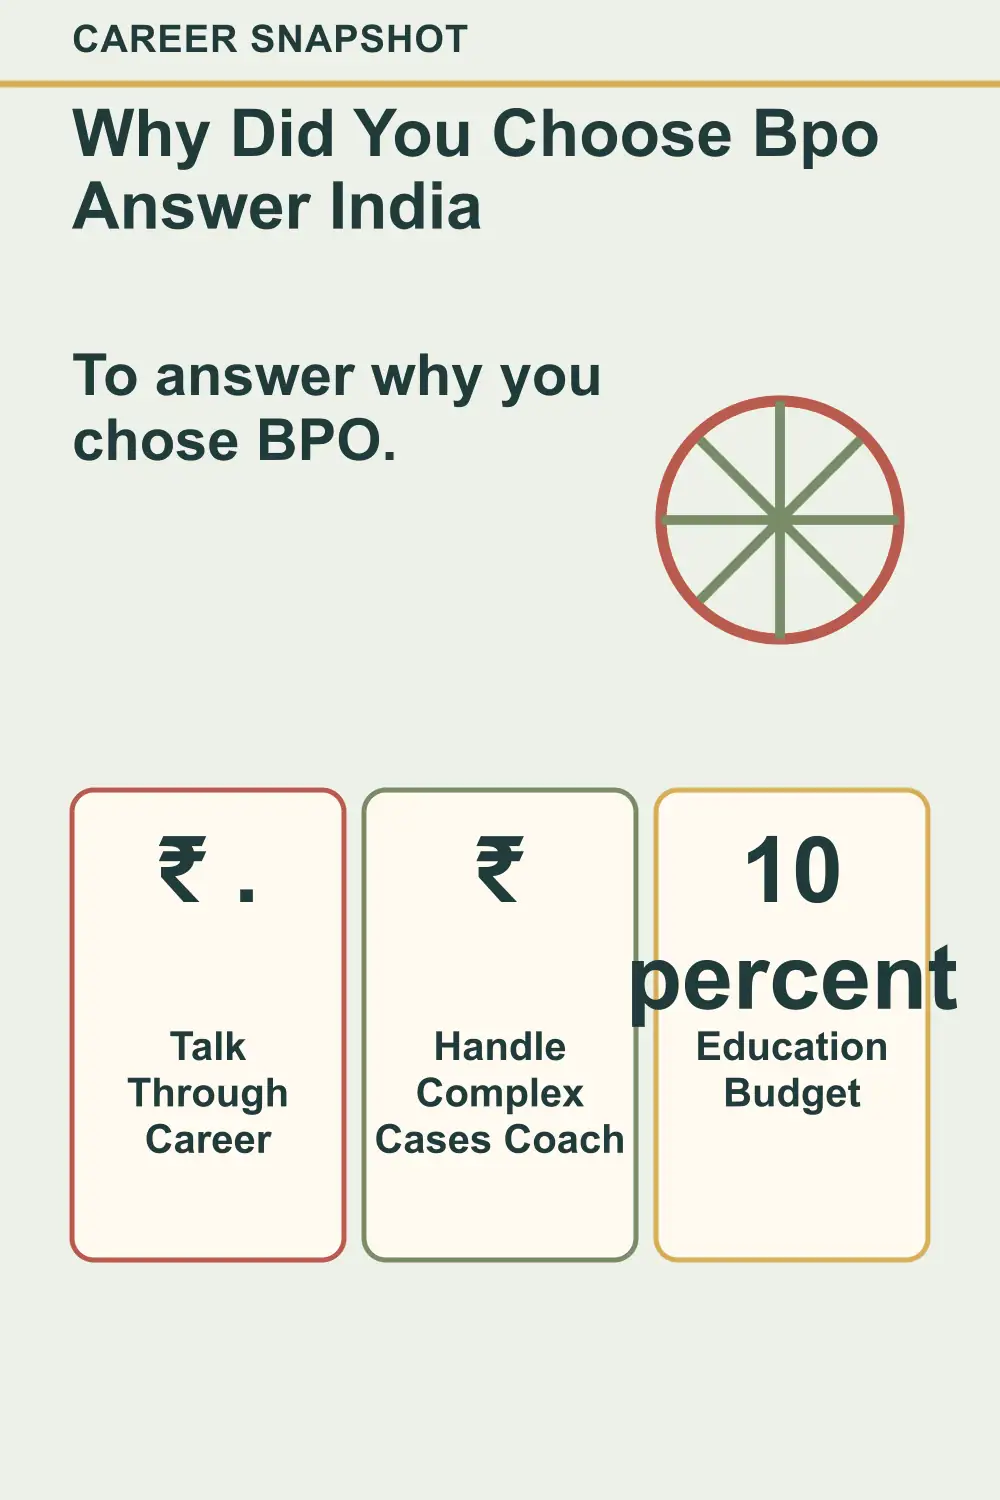 CAREER SNAPSHOT
Why Did You Choose Bpo
Answer India
To answer why you
chose BPO.
₹ .
Talk
Through
Career
₹
Handle
Complex
Cases Coach
10
percent
Education
Budget